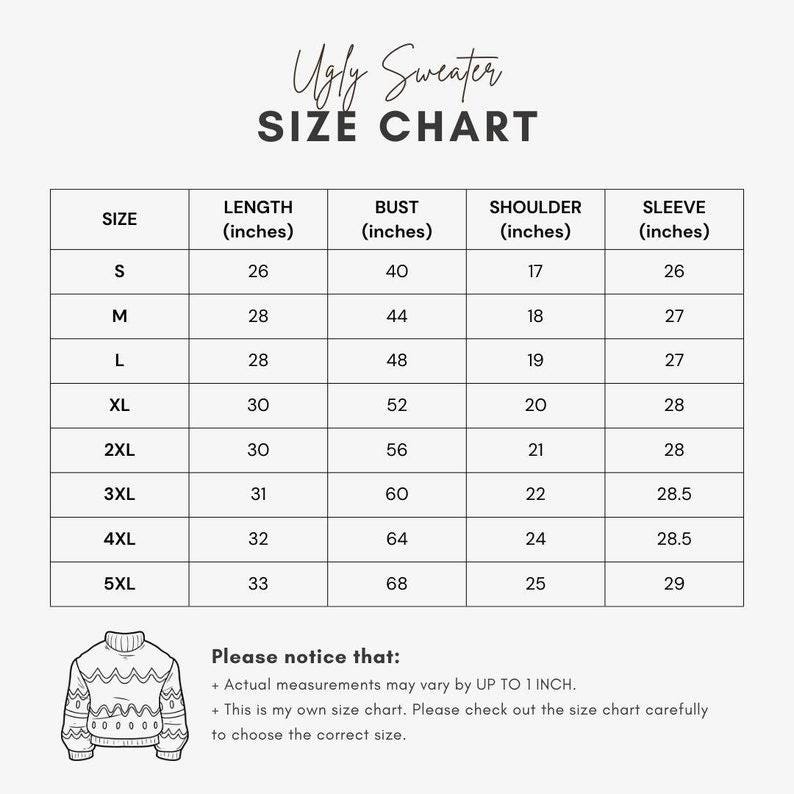 Ugly Sweater
SIZE CHART
SIZE LENGTH (inches) BUST (inches) SHOULDER (inches) SLEEVE (inches)
S 26 40 17 26
M 28 44 18 27
L 28 48 19 27
XL 30 52 20 28
2XL 30 56 21 28
3XL 31 60 22 28.5
4XL 32 64 24 28.5
5XL 33 68 25 29
Please notice that:
+ Actual measurements may vary by UP TO 1 INCH.
+ This is my own size chart. Please check out the size chart carefully
to choose the correct size.